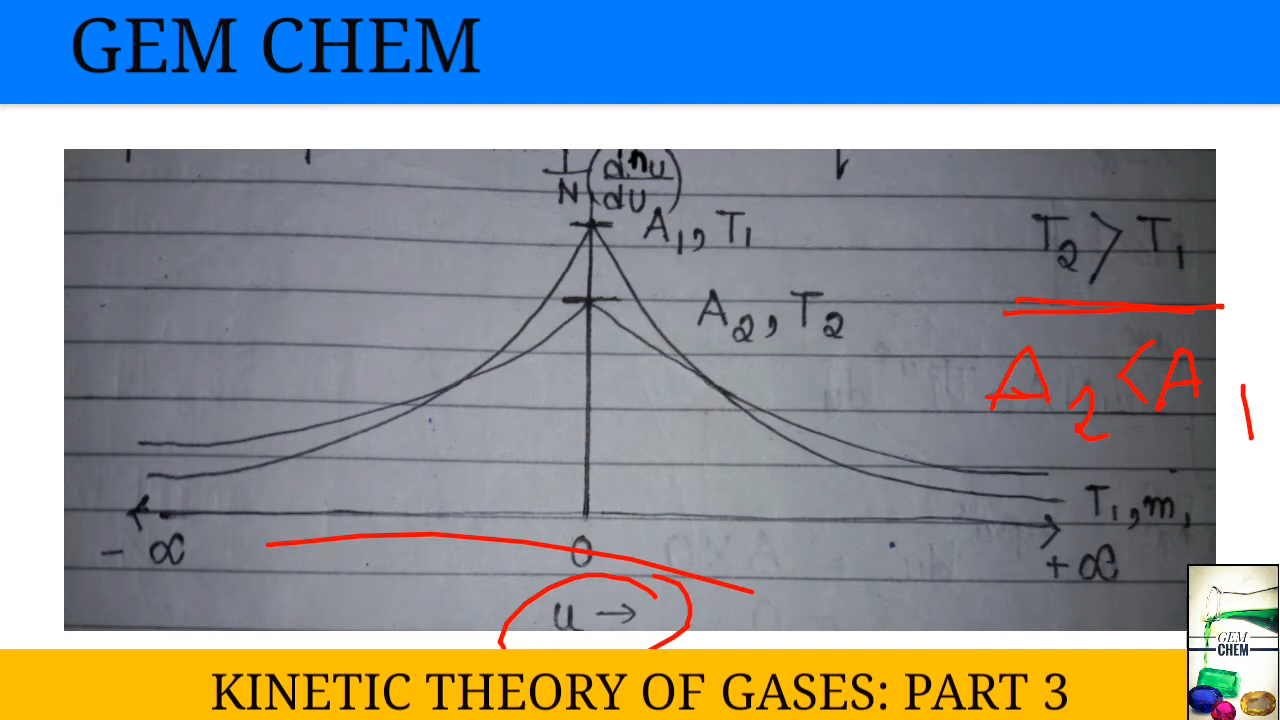 GEM CHEM
1/N (dnu/dU)
A1, T1
T2 > T1
A2, T2
A2 < A1
T1, m,
- ∝ 0 + ∝
u →
GEM
CHEM
KINETIC THEORY OF GASES: PART 3